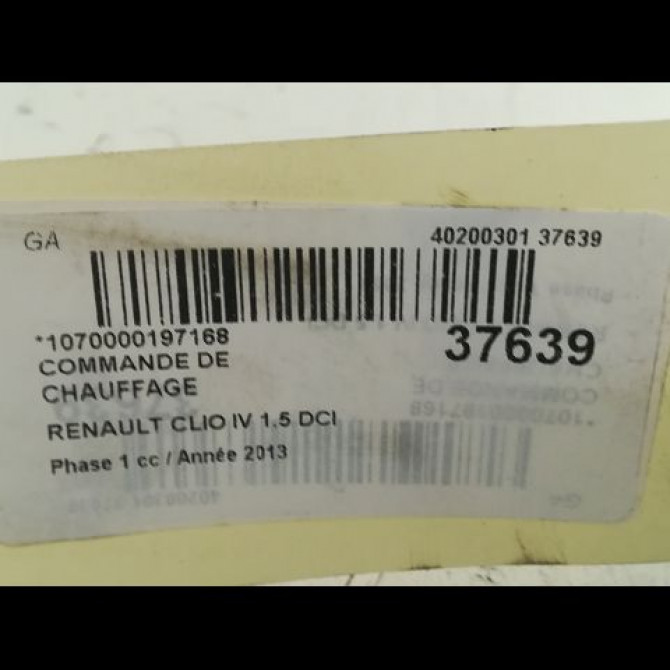 GA
40200301 37639
*1070000197168
37639
COMMANDE DE
CHAUFFAGE
RENAULT CLIO IV 1.5 DCI
Phase 1 cc / Année 2013